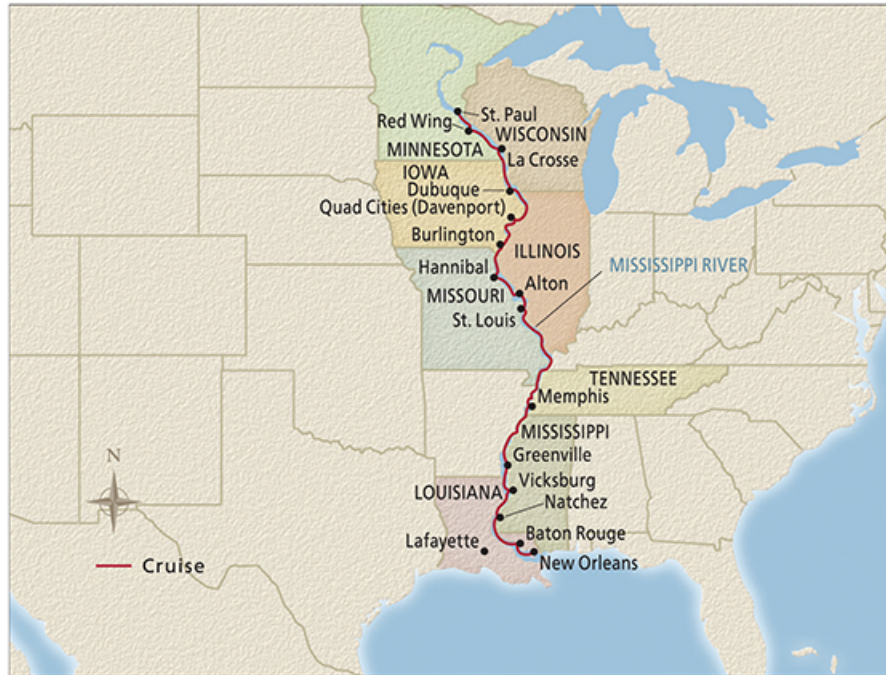 St. Paul
Red Wing
WISCONSIN
MINNESOTA
La Crosse
IOWA
Dubuque
Quad Cities (Davenport)
Burlington
ILLINOIS
Hannibal
MISSISSIPPI RIVER
Alton
MISSOURI
St. Louis
TENNESSEE
Memphis
MISSISSIPPI
Greenville
N
Vicksburg
LOUISIANA
Natchez
Baton Rouge
Lafayette
New Orleans
Cruise